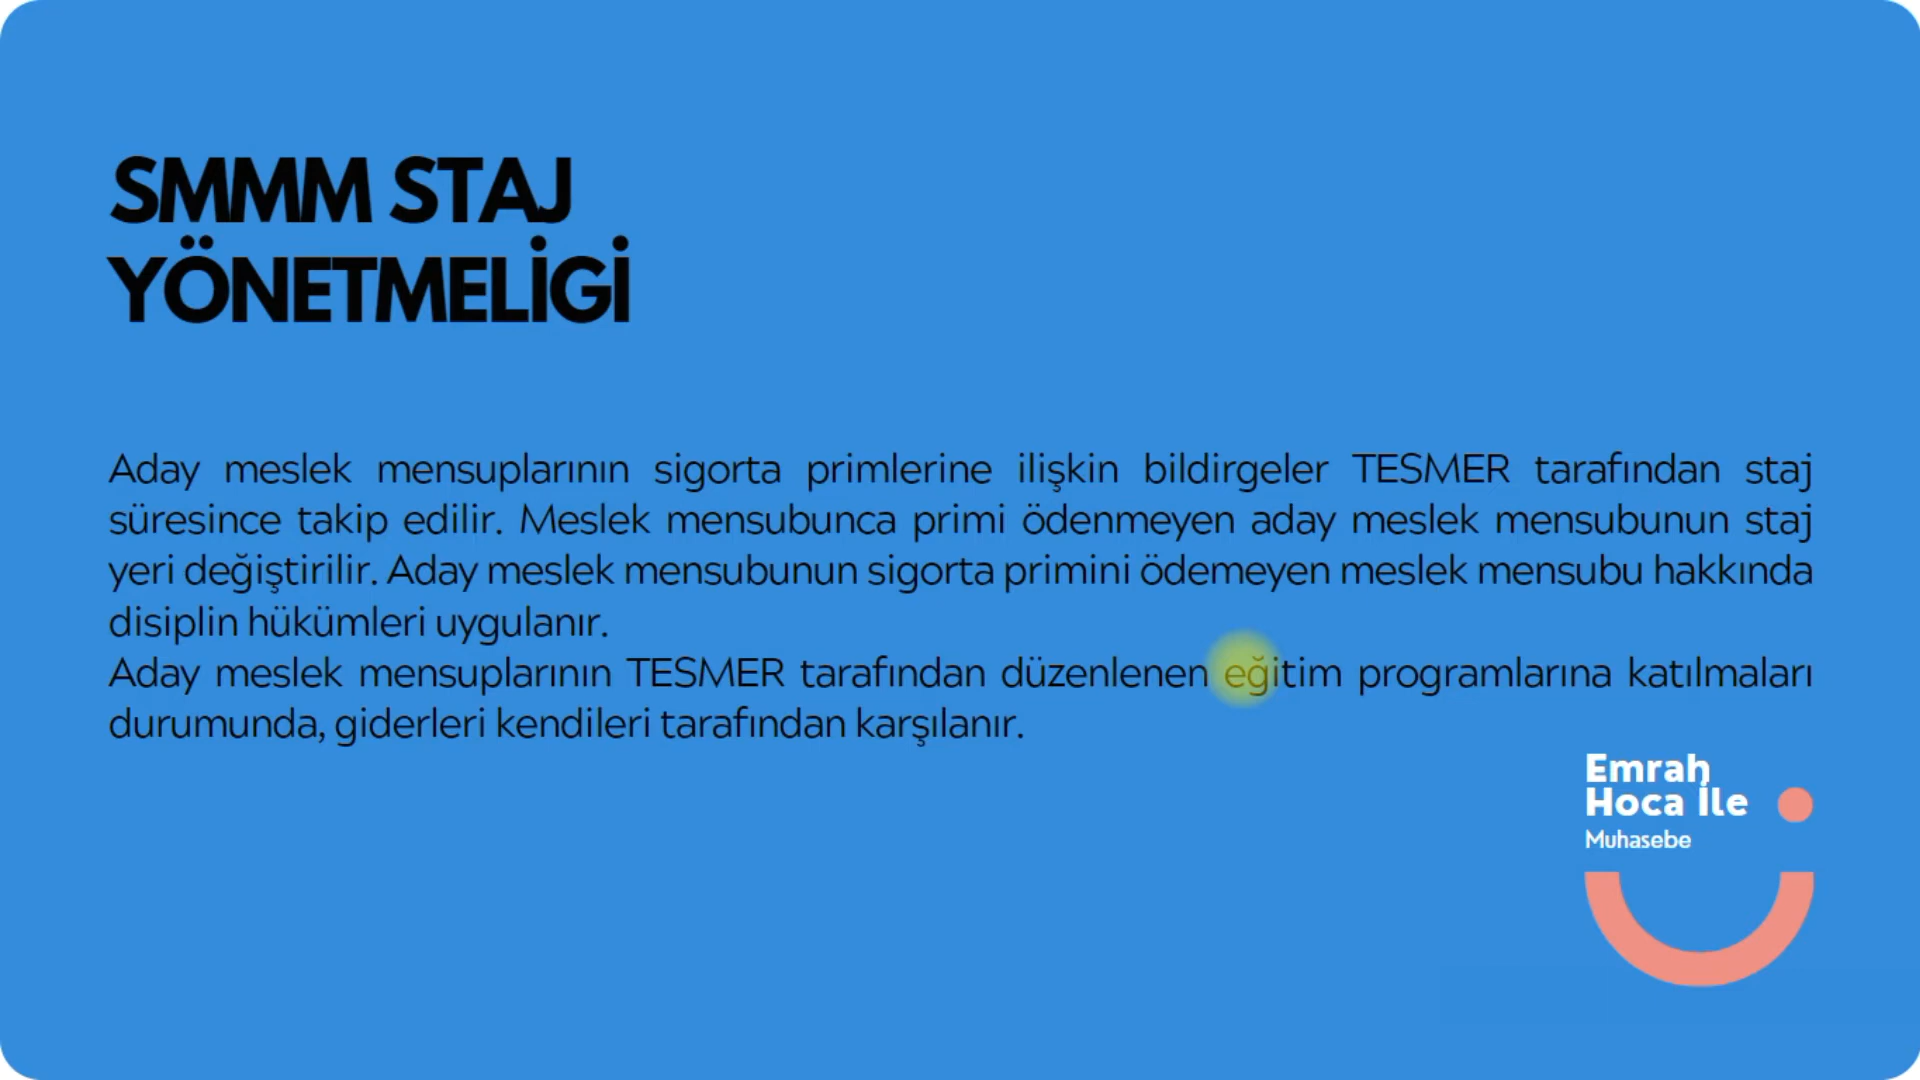 SMMM STAJ
YÖNETMELİGİ
Aday meslek mensuplarının sigorta primlerine ilişkin bildirgeler TESMER tarafından staj
süresince takip edilir. Meslek mensubunca primi ödenmeyen aday meslek mensubunun staj
yeri değiştirilir. Aday meslek mensubunun sigorta primini ödemeyen meslek mensubu hakkında
disiplin hükümleri uygulanır.
Aday meslek mensuplarının TESMER tarafından düzenlenen eğitim programlarına katılmaları
durumunda, giderleri kendileri tarafından karşılanır.
Emrah
Hoca İle
Muhasebe